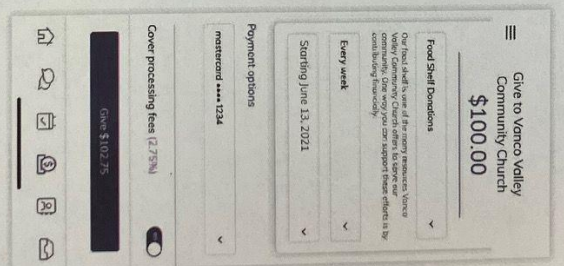 Give to Vanco Valley
Community Church
$100.00
Food Shelf Donations
Our food shelf is one of the many resources Vanco
Valley Community Church offers to serve our
community. One way you can support these efforts is by
contributing financially.
Every week
Starting June 13, 2021
Payment options
mastercard •••• 1234
Cover processing fees (2.75%)
Give $102.75